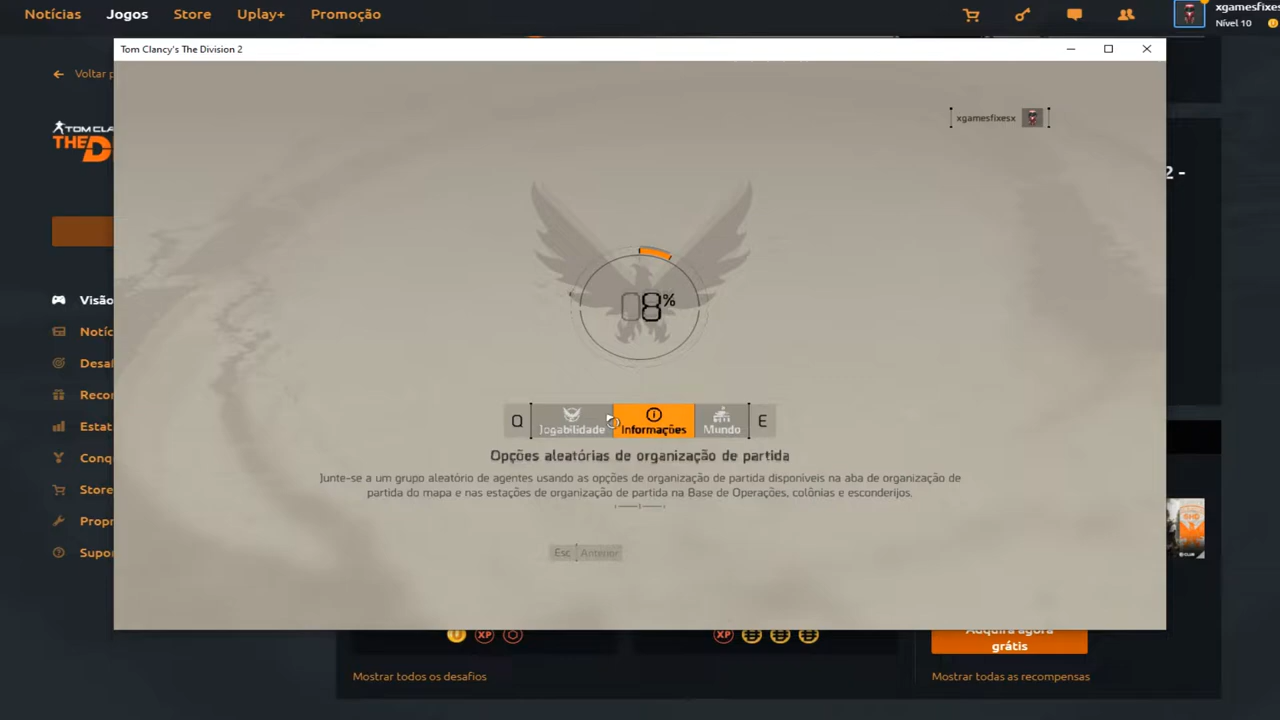 Notícias Jogos Store Uplay+ Promoção
xgamesfixes
Nível 10
Tom Clancy's The Division 2
Voltar p
xgamesfixesx
TOM CLA
THE D
2 -
08%
Visão
Notíc
Desaf
Recor
Estat
Conq
Store
Propr
Supor
Q Jogabilidade Informações Mundo E
Opções aleatórias de organização de partida
Junte-se a um grupo aleatório de agentes usando as opções de organização de partida disponíveis na aba de organização de
partida do mapa e nas estações de organização de partida na Base de Operações, colônias e esconderijos.
Esc Anterior
XP XP
Adquira agora
grátis
Mostrar todos os desafios
Mostrar todas as recompensas